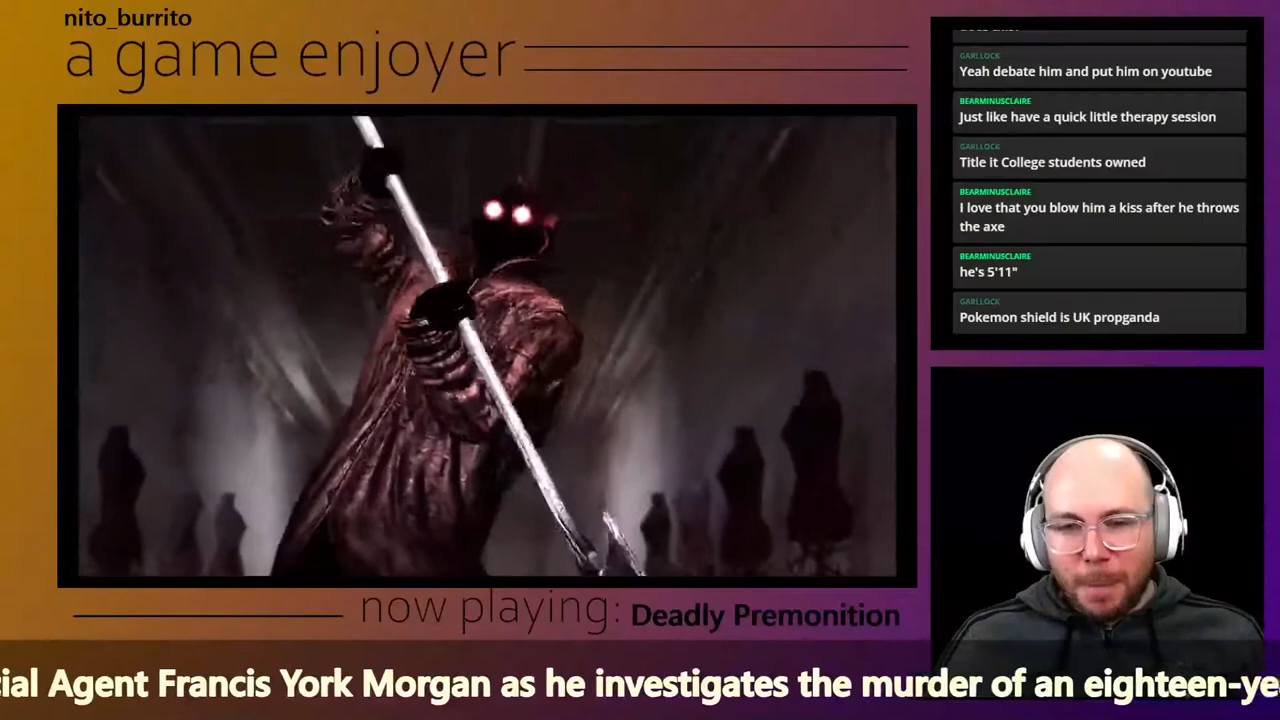 nito_burrito
a game enjoyer
GARLLOCK
Yeah debate him and put him on youtube
BEARMINUSCLAIRE
Just like have a quick little therapy session
GARLLOCK
Title it College students owned
BEARMINUSCLAIRE
I love that you blow him a kiss after he throws
the axe
BEARMINUSCLAIRE
he's 5'11"
GARLLOCK
Pokemon shield is UK propganda
now playing: Deadly Premonition
Agent Francis York Morgan as he investigates the murder of an